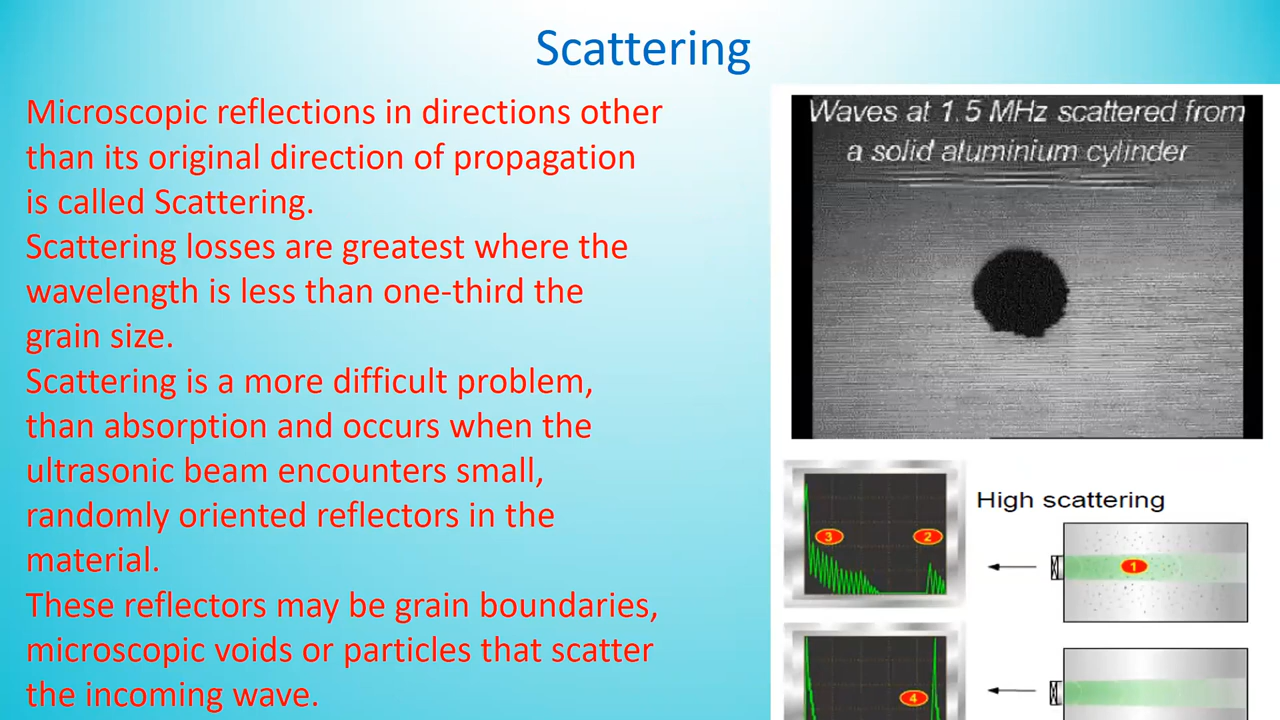 Scattering
Microscopic reflections in directions other
than its original direction of propagation
is called Scattering.
Scattering losses are greatest where the
wavelength is less than one-third the
grain size.
Scattering is a more difficult problem,
than absorption and occurs when the
ultrasonic beam encounters small,
randomly oriented reflectors in the
material.
These reflectors may be grain boundaries,
microscopic voids or particles that scatter
the incoming wave.
Waves at 1.5 MHz scattered from
a solid aluminium cylinder
High scattering
3
2
1
4